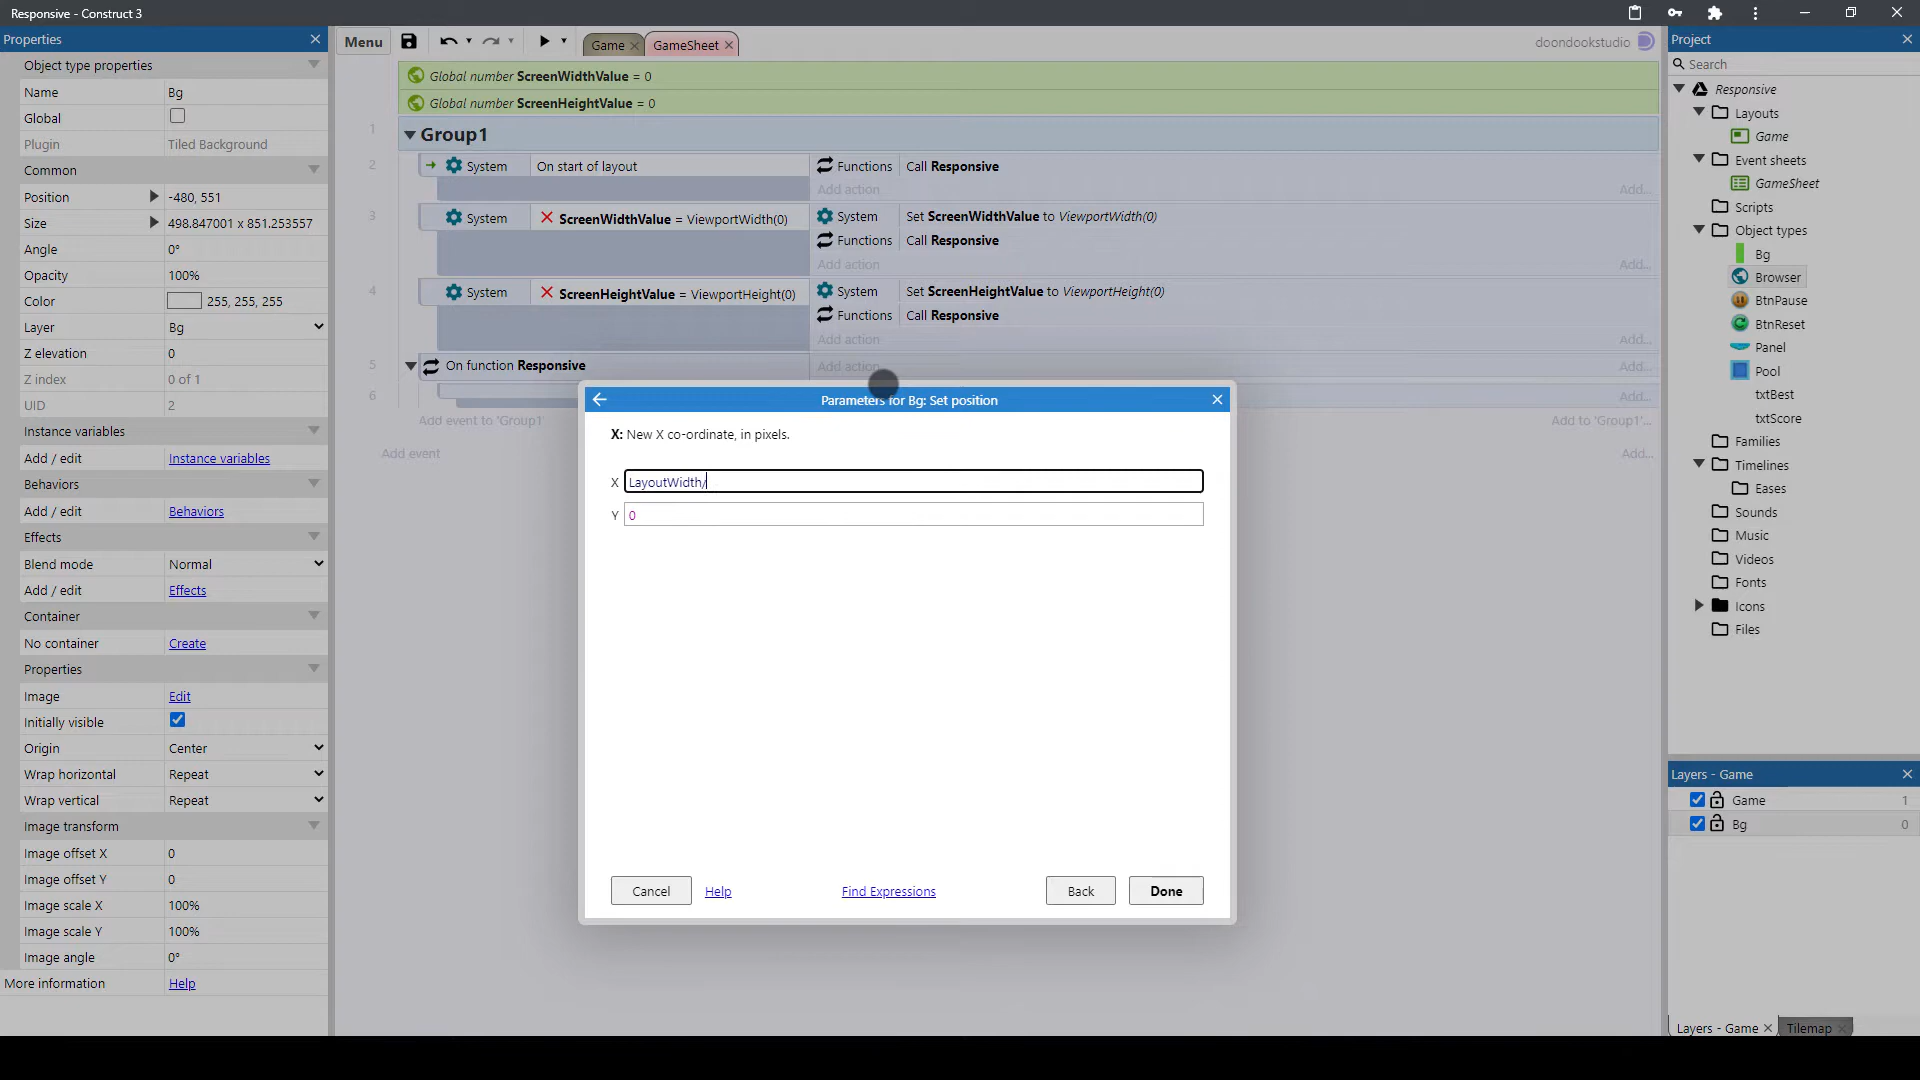 Responsive - Construct 3
Properties
Menu
Game
GameSheet
doondookstudio
Project
Object type properties
Name Bg
Global
Plugin Tiled Background
Common
Position -480, 551
Size 498.847001 x 851.253557
Angle 0°
Opacity 100%
Color 255, 255, 255
Layer Bg
Z elevation 0
Z index 0 of 1
UID 2
Instance variables
Add / edit Instance variables
Behaviors
Add / edit Behaviors
Effects
Blend mode Normal
Add / edit Effects
Container
No container Create
Properties
Image Edit
Initially visible
Origin Center
Wrap horizontal Repeat
Wrap vertical Repeat
Image transform
Image offset X 0
Image offset Y 0
Image scale X 100%
Image scale Y 100%
Image angle 0°
More information Help
Global number ScreenWidthValue = 0
Global number ScreenHeightValue = 0
1 Group1
2 System On start of layout Functions Call Responsive
Add action Add...
3 System ScreenWidthValue = ViewportWidth(0) System Set ScreenWidthValue to ViewportWidth(0)
Functions Call Responsive
Add action Add...
4 System ScreenHeightValue = ViewportHeight(0) System Set ScreenHeightValue to ViewportHeight(0)
Functions Call Responsive
Add action Add...
5 On function Responsive Add action Add...
6 Add...
Add event to 'Group1' Add to 'Group1'...
Add event Add...
Parameters for Bg: Set position
X: New X co-ordinate, in pixels.
X LayoutWidth/
Y 0
Cancel Help Find Expressions Back Done
Search
Responsive
Layouts
Game
Event sheets
GameSheet
Scripts
Object types
Bg
Browser
BtnPause
BtnReset
Panel
Pool
txtBest
txtScore
Families
Timelines
Eases
Sounds
Music
Videos
Fonts
Icons
Files
Layers - Game
Game 1
Bg 0
Layers - Game Tilemap